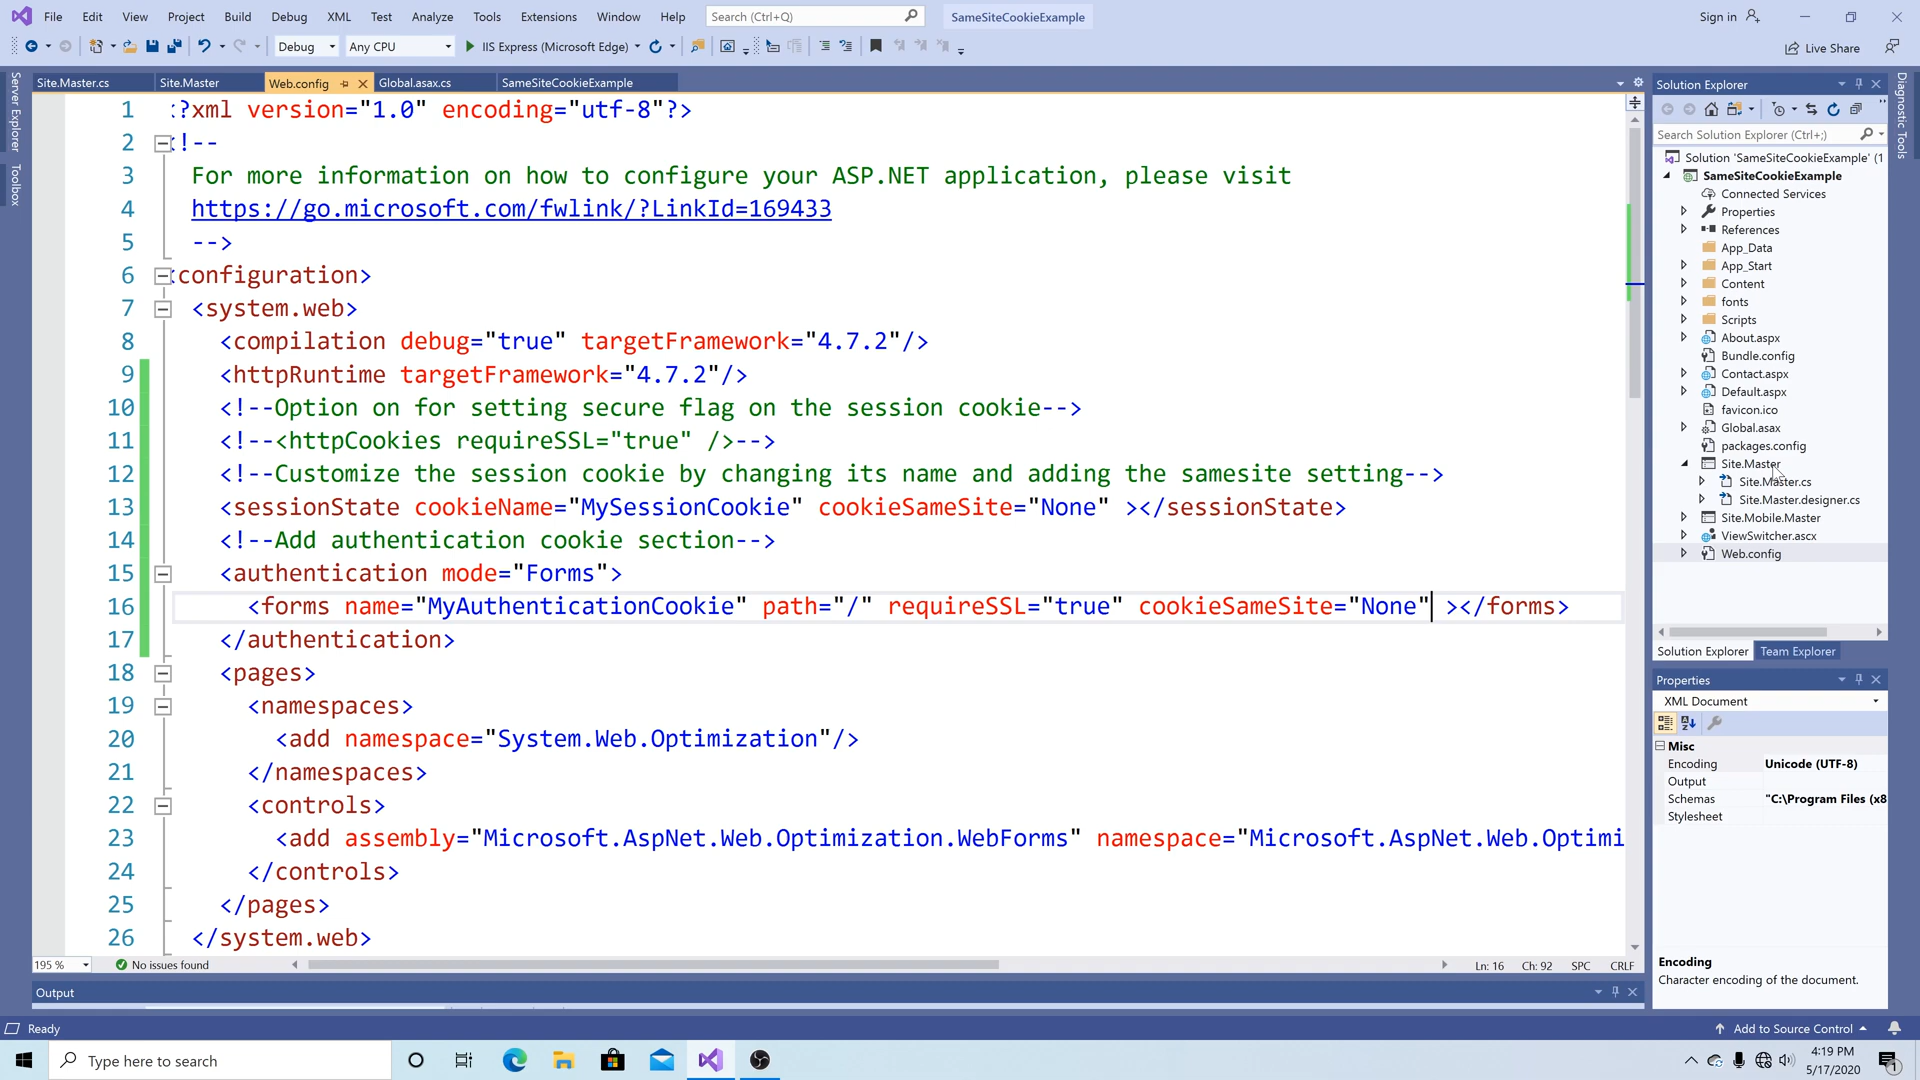 File Edit View Project Build Debug XML Test Analyze Tools Extensions Window Help Search (Ctrl+Q) SameSiteCookieExample Sign in
Debug Any CPU IIS Express (Microsoft Edge) Live Share
Site.Master.cs Site.Master Web.config Global.asax.cs SameSiteCookieExample
Server Explorer
Toolbox
1 <?xml version="1.0" encoding="utf-8"?>
2 <!--
3 For more information on how to configure your ASP.NET application, please visit
4 https://go.microsoft.com/fwlink/?LinkId=169433
5 -->
6 <configuration>
7 <system.web>
8 <compilation debug="true" targetFramework="4.7.2"/>
9 <httpRuntime targetFramework="4.7.2"/>
10 <!--Option on for setting secure flag on the session cookie-->
11 <!--<httpCookies requireSSL="true" />-->
12 <!--Customize the session cookie by changing its name and adding the samesite setting-->
13 <sessionState cookieName="MySessionCookie" cookieSameSite="None" ></sessionState>
14 <!--Add authentication cookie section-->
15 <authentication mode="Forms">
16 <forms name="MyAuthenticationCookie" path="/" requireSSL="true" cookieSameSite="None" ></forms>
17 </authentication>
18 <pages>
19 <namespaces>
20 <add namespace="System.Web.Optimization"/>
21 </namespaces>
22 <controls>
23 <add assembly="Microsoft.AspNet.Web.Optimization.WebForms" namespace="Microsoft.AspNet.Web.Optimi
24 </controls>
25 </pages>
26 </system.web>
195 % No issues found Ln: 16 Ch: 92 SPC CRLF
Output
Solution Explorer
Search Solution Explorer (Ctrl+;)
Solution 'SameSiteCookieExample' (1
SameSiteCookieExample
Connected Services
Properties
References
App_Data
App_Start
Content
fonts
Scripts
About.aspx
Bundle.config
Contact.aspx
Default.aspx
favicon.ico
Global.asax
packages.config
Site.Master
Site.Master.cs
Site.Master.designer.cs
Site.Mobile.Master
ViewSwitcher.ascx
Web.config
Solution Explorer Team Explorer
Properties
XML Document
Misc
Encoding Unicode (UTF-8)
Output
Schemas "C:\Program Files (x8
Stylesheet
Encoding
Character encoding of the document.
Diagnostic Tools
Ready Add to Source Control
Type here to search
4:19 PM
5/17/2020
1